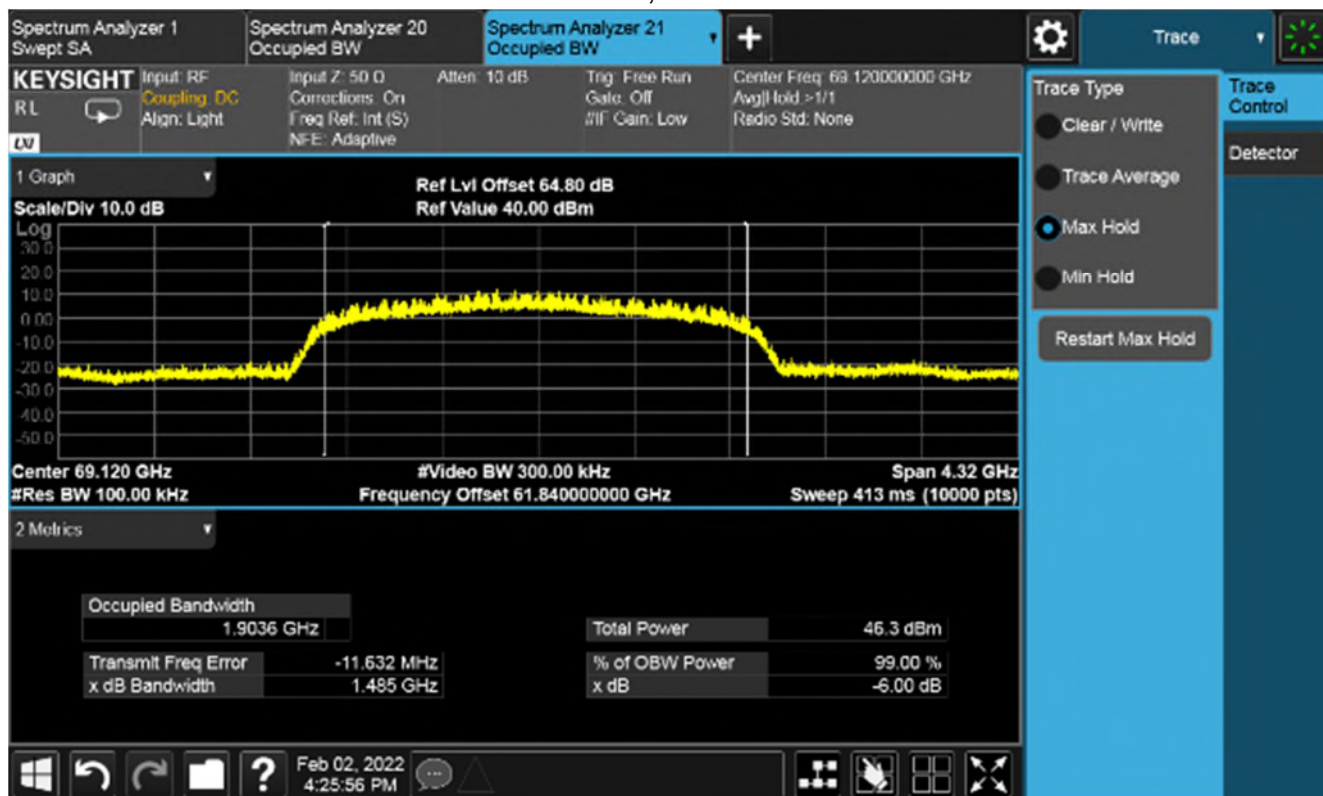 Spectrum Analyzer 1
Swept SA
Spectrum Analyzer 20
Occupied BW
Spectrum Analyzer 21
Occupied BW
Trace
KEYSIGHT
RL
LXI
Input: RF
Coupling: DC
Align: Light
Input Z: 50 Ω
Corrections: On
Freq Ref: Int (S)
NFE: Adaptive
Atten: 10 dB
Trig: Free Run
Gate: Off
#IF Gain: Low
Center Freq: 69.120000000 GHz
Avg|Hold:>1/1
Radio Std: None
1 Graph
Scale/Div 10.0 dB
Ref Lvl Offset 64.80 dB
Ref Value 40.00 dBm
Log
30.0
20.0
10.0
0.00
-10.0
-20.0
-30.0
-40.0
-50.0
Center 69.120 GHz
#Video BW 300.00 kHz
Span 4.32 GHz
#Res BW 100.00 kHz
Frequency Offset 61.840000000 GHz
Sweep 413 ms (10000 pts)
2 Metrics
Occupied Bandwidth
1.9036 GHz
Total Power 46.3 dBm
Transmit Freq Error -11.632 MHz
% of OBW Power 99.00 %
x dB Bandwidth 1.485 GHz
x dB -6.00 dB
Trace Type
Clear / Write
Trace Average
Max Hold
Min Hold
Restart Max Hold
Trace
Control
Detector
Feb 02, 2022
4:25:56 PM